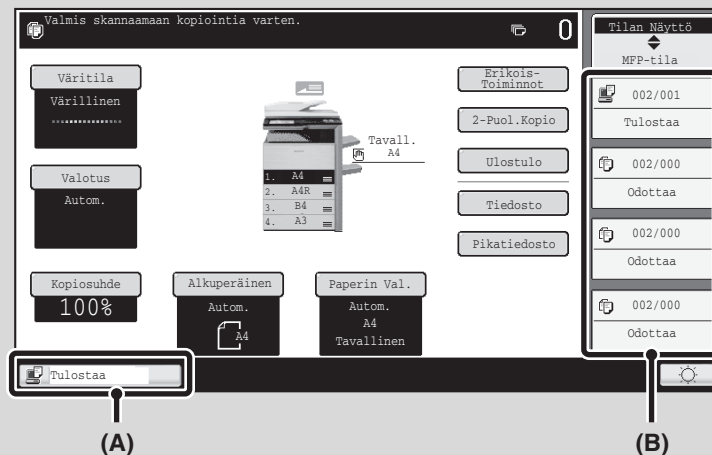 Valmis skannaamaan kopiointia varten.
0
Tilan Näyttö
MFP-tila
Väritila
Värillinen
Valotus
Autom.
Kopiosuhde
100%
Alkuperäinen
Autom.
A4
Paperin Val.
Autom.
A4
Tavallinen
1. A4
2. A4R
3. B4
4. A3
Tavall.
A4
Erikois-
Toiminnot
2-Puol.Kopio
Ulostulo
Tiedosto
Pikatiedosto
002/001
Tulostaa
002/000
Odottaa
002/000
Odottaa
002/000
Odottaa
Tulostaa
(A)
(B)